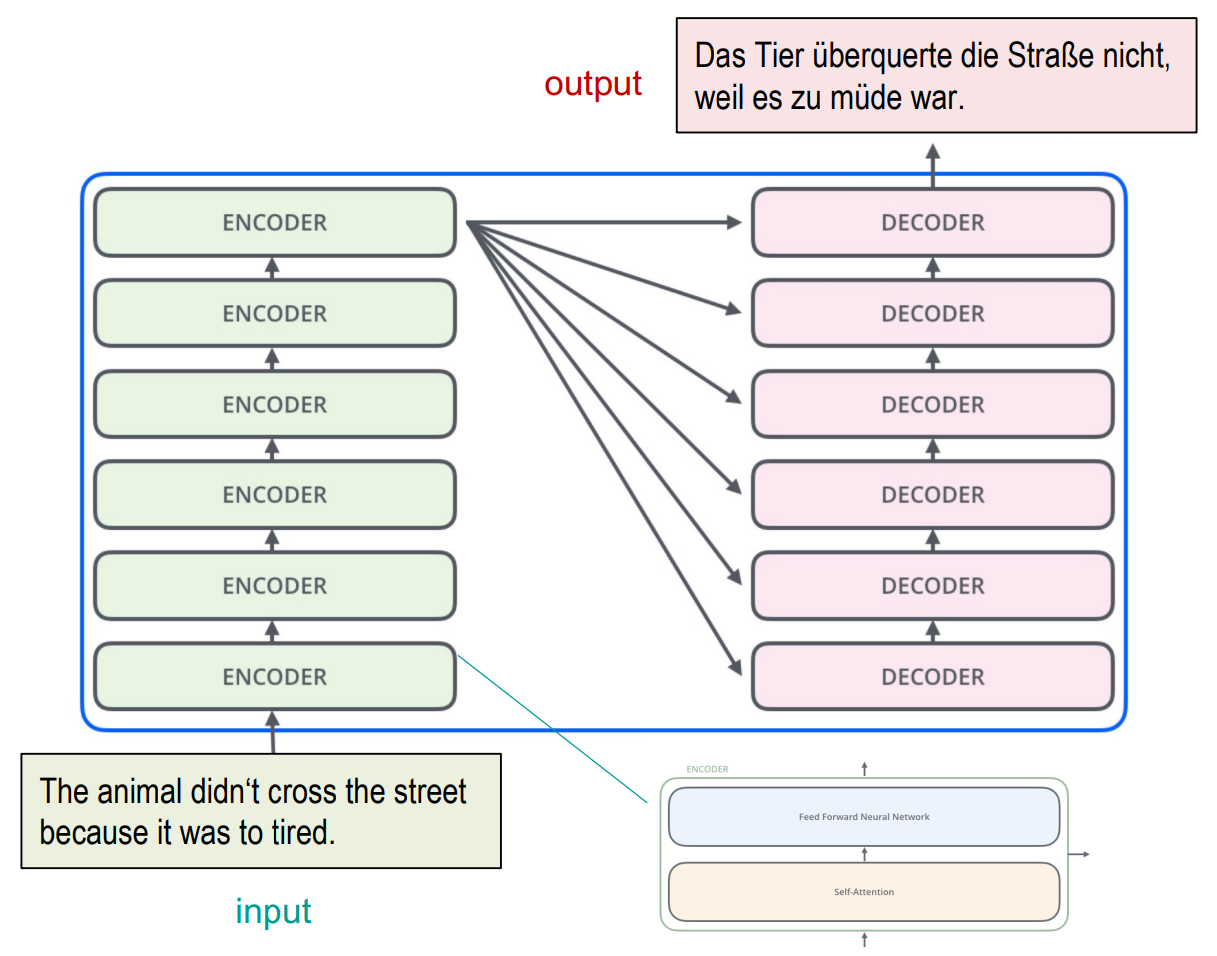 output
Das Tier überquerte die Straße nicht,
weil es zu müde war.
ENCODER
ENCODER
ENCODER
ENCODER
ENCODER
ENCODER
DECODER
DECODER
DECODER
DECODER
DECODER
DECODER
The animal didn‘t cross the street
because it was to tired.
input
ENCODER
Feed Forward Neural Network
Self-Attention